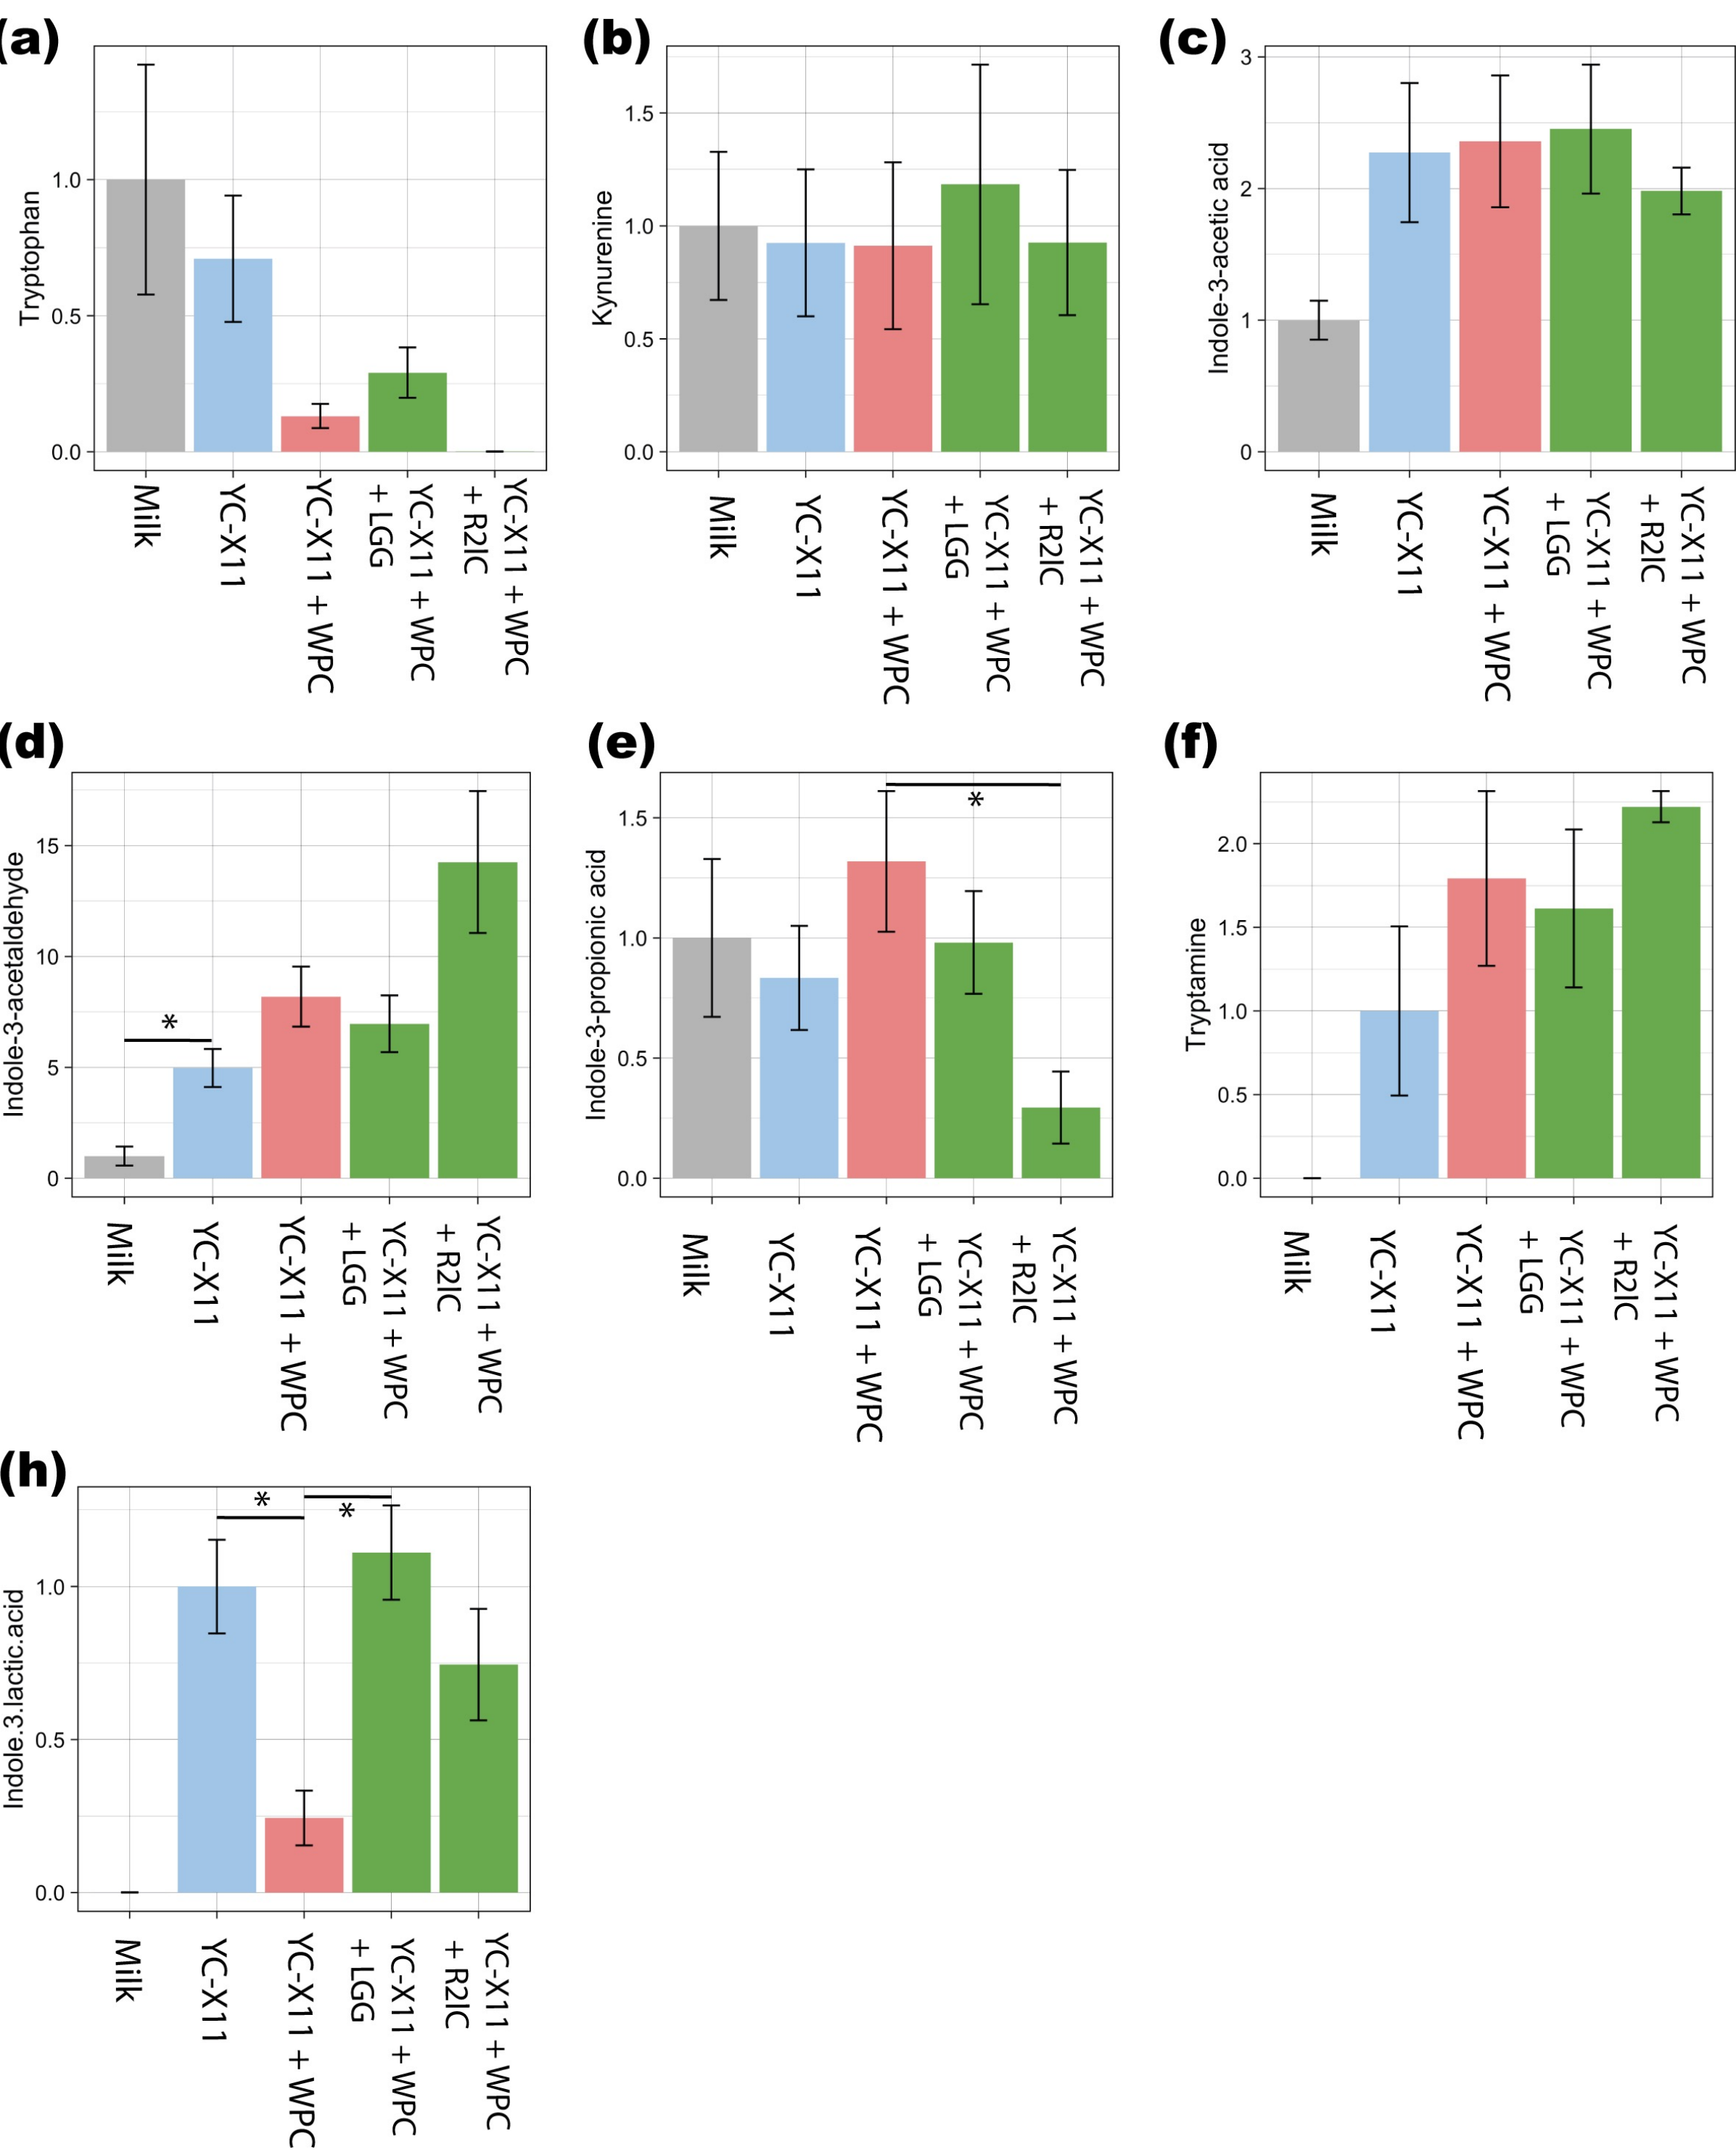 (a)
Tryptophan
1.0
0.5
0.0
Milk
YC-X11
YC-X11 + WPC
YC-X11 + WPC
+ LGG
YC-X11 + WPC
+ R2IC
(b)
Kynurenine
1.5
1.0
0.5
0.0
Milk
YC-X11
YC-X11 + WPC
YC-X11 + WPC
+ LGG
YC-X11 + WPC
+ R2IC
(c)
Indole-3-acetic acid
3
2
1
0
Milk
YC-X11
YC-X11 + WPC
YC-X11 + WPC
+ LGG
YC-X11 + WPC
+ R2IC
(d)
Indole-3-acetaldehyde
15
10
5
0
*
Milk
YC-X11
YC-X11 + WPC
YC-X11 + WPC
+ LGG
YC-X11 + WPC
+ R2IC
(e)
Indole-3-propionic acid
1.5
1.0
0.5
0.0
*
Milk
YC-X11
YC-X11 + WPC
YC-X11 + WPC
+ LGG
YC-X11 + WPC
+ R2IC
(f)
Tryptamine
2.0
1.5
1.0
0.5
0.0
Milk
YC-X11
YC-X11 + WPC
YC-X11 + WPC
+ LGG
YC-X11 + WPC
+ R2IC
(h)
Indole.3.lactic.acid
1.0
0.5
0.0
*
*
Milk
YC-X11
YC-X11 + WPC
YC-X11 + WPC
+ LGG
YC-X11 + WPC
+ R2IC